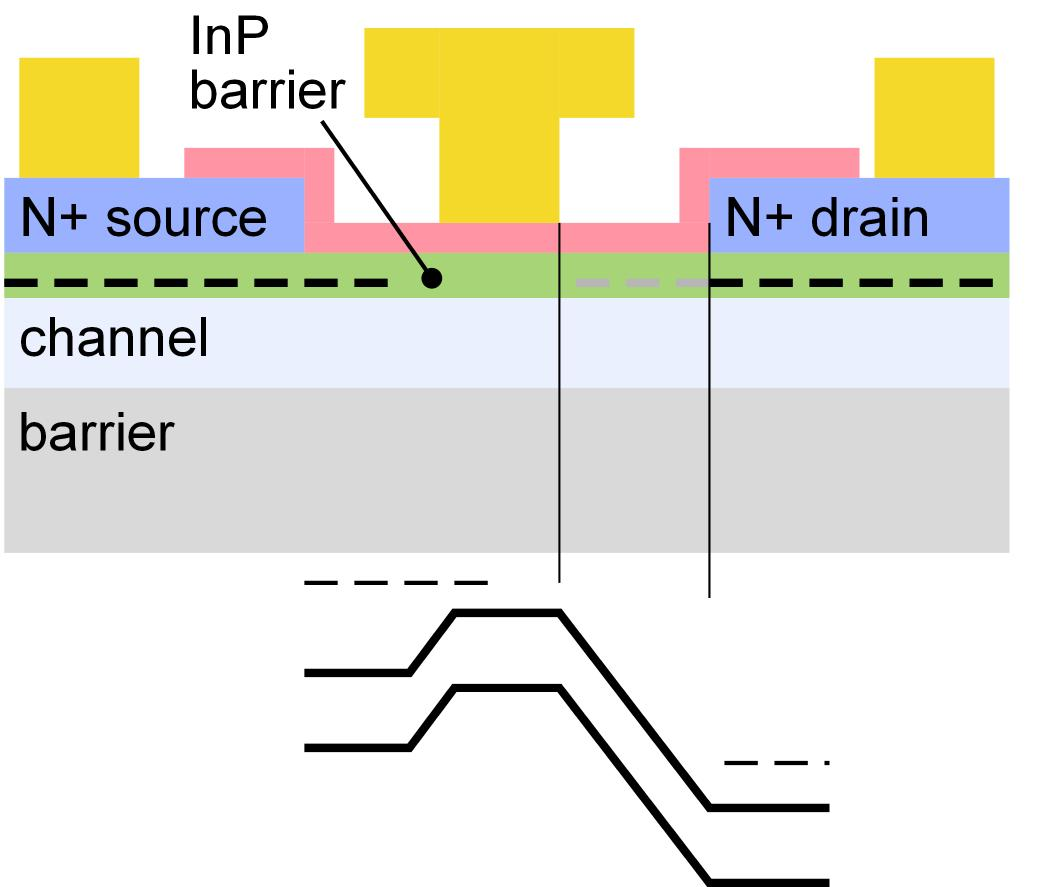 InP
barrier
N+ source
N+ drain
channel
barrier